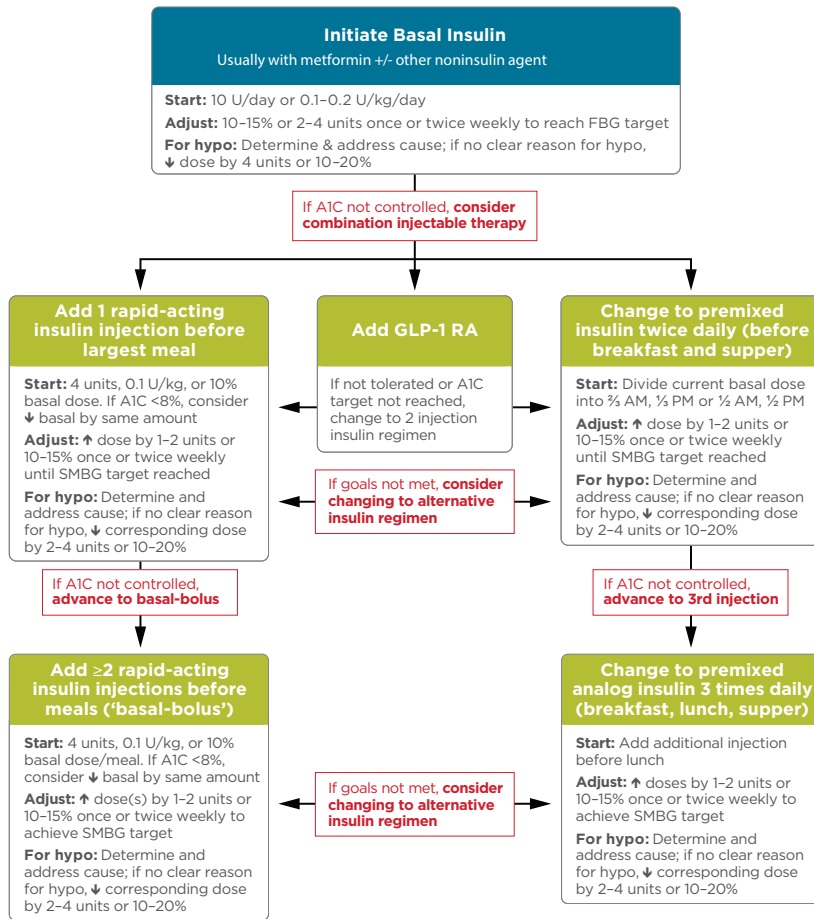 Initiate Basal Insulin
Usually with metformin +/- other noninsulin agent
Start: 10 U/day or 0.1–0.2 U/kg/day
Adjust: 10–15% or 2–4 units once or twice weekly to reach FBG target
For hypo: Determine & address cause; if no clear reason for hypo,
↓ dose by 4 units or 10–20%
If A1C not controlled, consider
combination injectable therapy
Add 1 rapid-acting
insulin injection before
largest meal
Start: 4 units, 0.1 U/kg, or 10%
basal dose. If A1C <8%, consider
↓ basal by same amount
Adjust: ↑ dose by 1–2 units or
10–15% once or twice weekly
until SMBG target reached
For hypo: Determine and
address cause; if no clear reason
for hypo, ↓ corresponding dose
by 2–4 units or 10–20%
Add GLP-1 RA
If not tolerated or A1C
target not reached,
change to 2 injection
insulin regimen
Change to premixed
insulin twice daily (before
breakfast and supper)
Start: Divide current basal dose
into ⅔ AM, ⅓ PM or ½ AM, ½ PM
Adjust: ↑ dose by 1–2 units or
10–15% once or twice weekly
until SMBG target reached
For hypo: Determine and
address cause; if no clear reason
for hypo, ↓ corresponding dose
by 2–4 units or 10–20%
If goals not met, consider
changing to alternative
insulin regimen
If A1C not controlled,
advance to basal-bolus
If A1C not controlled,
advance to 3rd injection
Add ≥2 rapid-acting
insulin injections before
meals (‘basal-bolus’)
Start: 4 units, 0.1 U/kg, or 10%
basal dose/meal. If A1C <8%,
consider ↓ basal by same amount
Adjust: ↑ dose(s) by 1–2 units or
10–15% once or twice weekly to
achieve SMBG target
For hypo: Determine and
address cause; if no clear reason
for hypo, ↓ corresponding dose
by 2–4 units or 10–20%
If goals not met, consider
changing to alternative
insulin regimen
Change to premixed
analog insulin 3 times daily
(breakfast, lunch, supper)
Start: Add additional injection
before lunch
Adjust: ↑ doses by 1–2 units or
10–15% once or twice weekly to
achieve SMBG target
For hypo: Determine and
address cause; if no clear reason
for hypo, ↓ corresponding dose
by 2–4 units or 10–20%